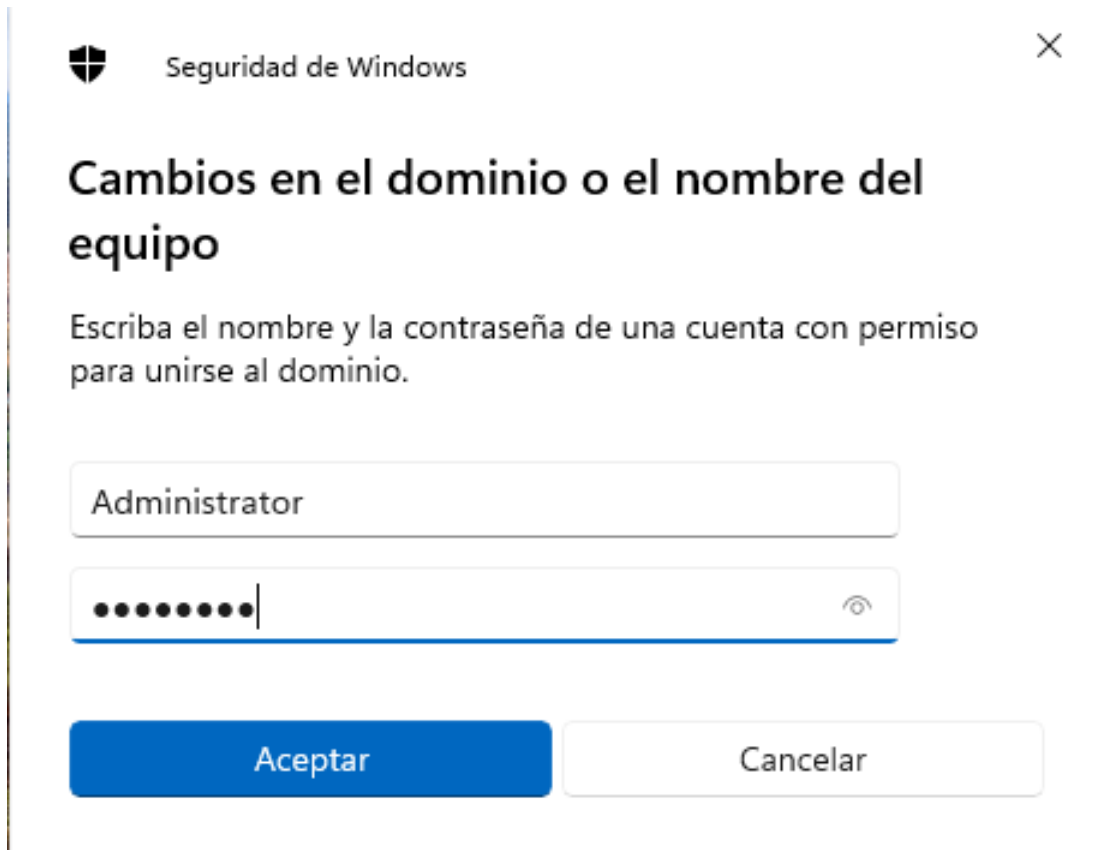 Seguridad de Windows
Cambios en el dominio o el nombre del
equipo
Escriba el nombre y la contraseña de una cuenta con permiso
para unirse al dominio.
Administrator
••••••••
Aceptar
Cancelar